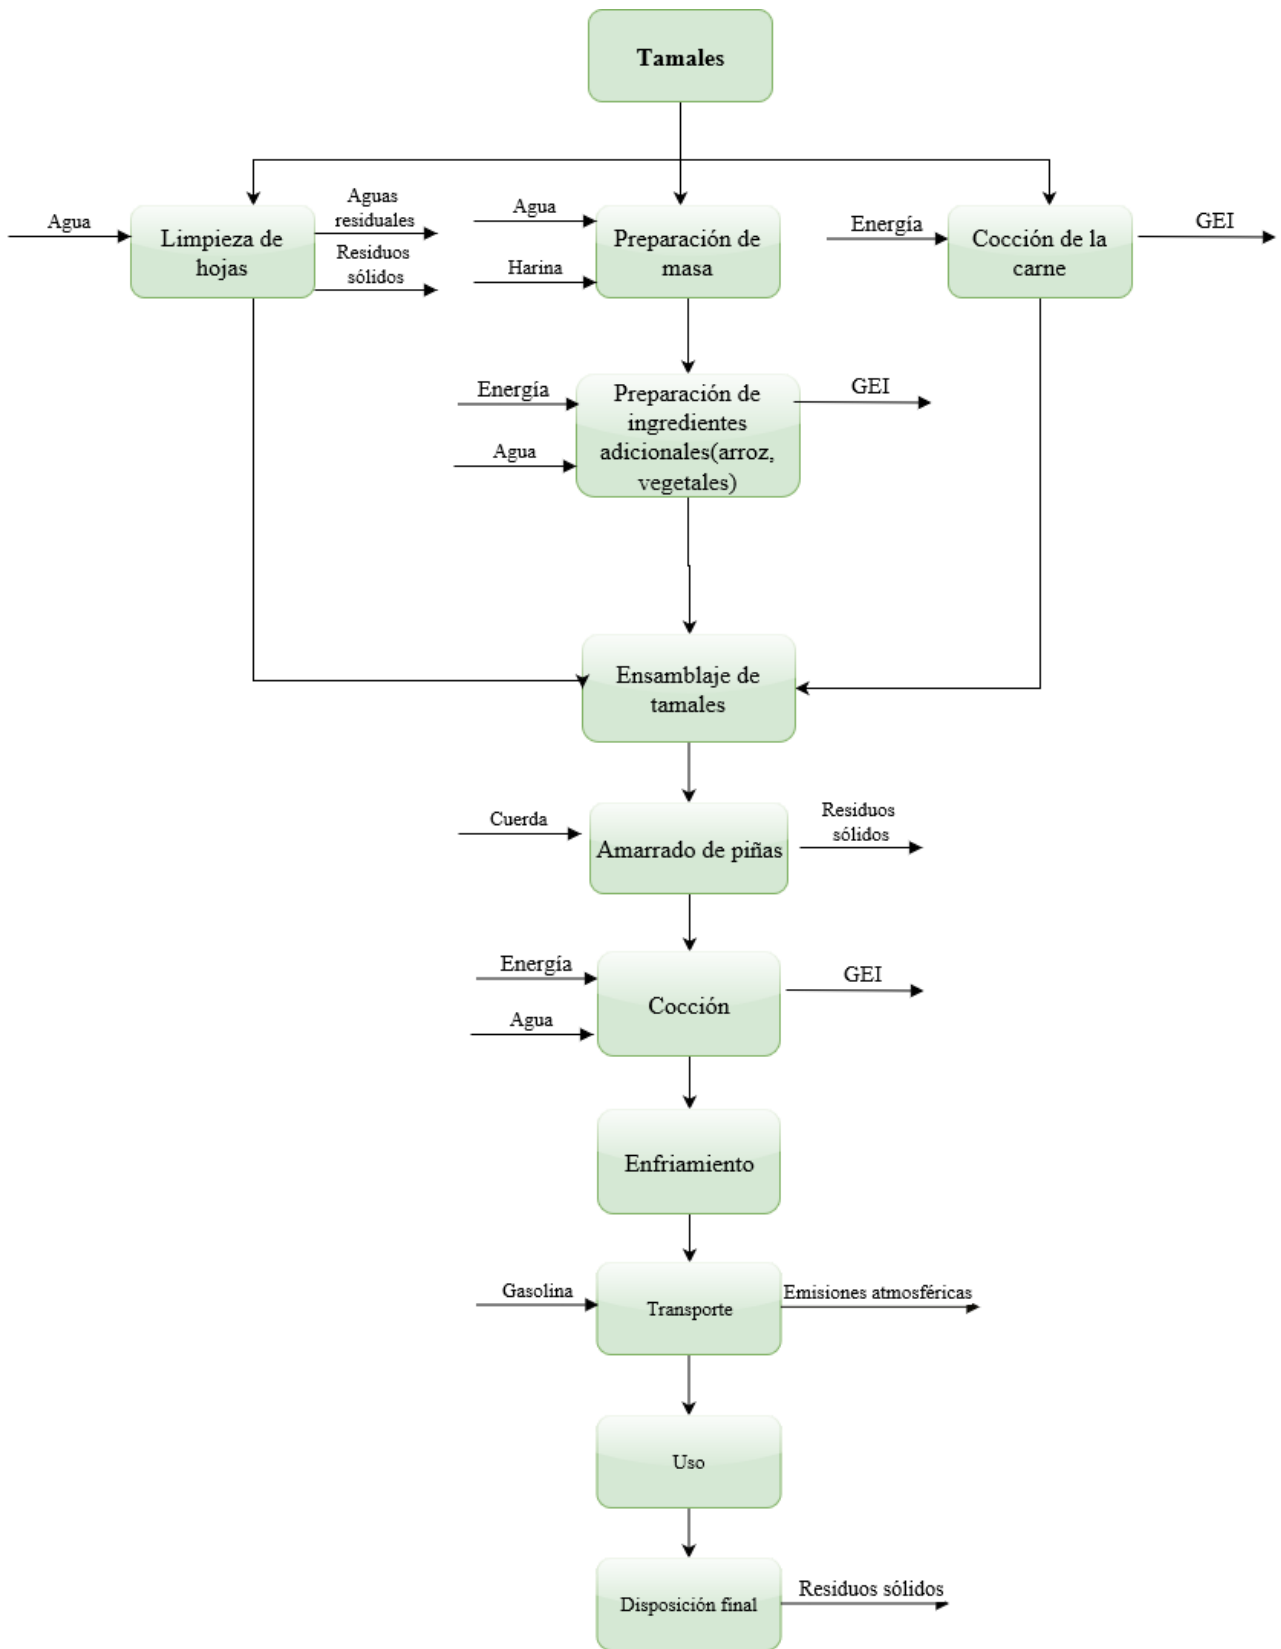 Tamales
Agua
Limpieza de
hojas
Aguas
residuales
Residuos
sólidos
Agua
Harina
Preparación de
masa
Energía
Cocción de la
carne
GEI
Energía
Agua
Preparación de
ingredientes
adicionales(arroz,
vegetales)
GEI
Ensamblaje de
tamales
Cuerda
Amarrado de piñas
Residuos
sólidos
Energía
Agua
Cocción
GEI
Enfriamiento
Gasolina
Transporte
Emisiones atmosféricas
Uso
Disposición final
Residuos sólidos